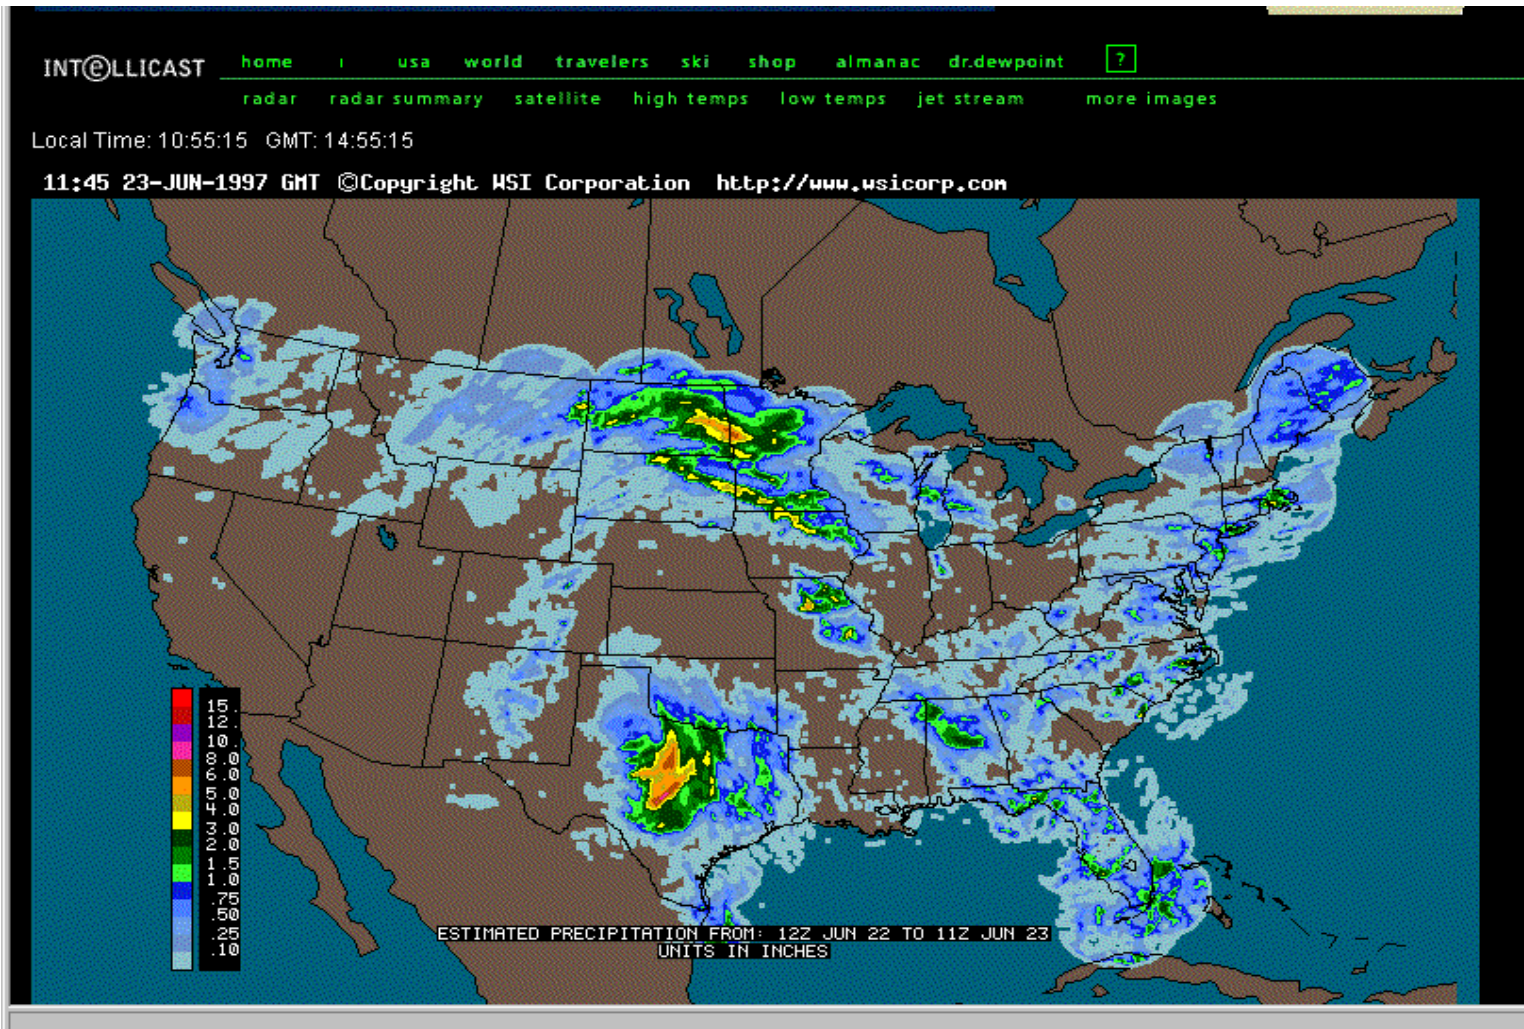 INTELLICAST home ı usa world travelers ski shop almanac dr.dewpoint ?
radar radar summary satellite high temps low temps jet stream more images
Local Time: 10:55:15 GMT: 14:55:15
11:45 23-JUN-1997 GMT ©Copyright WSI Corporation http://www.wsicorp.com
15.
12.
10.
8.0
6.0
5.0
4.0
3.0
2.0
1.5
1.0
.75
.50
.25
.10
ESTIMATED PRECIPITATION FROM: 12Z JUN 22 TO 11Z JUN 23
UNITS IN INCHES